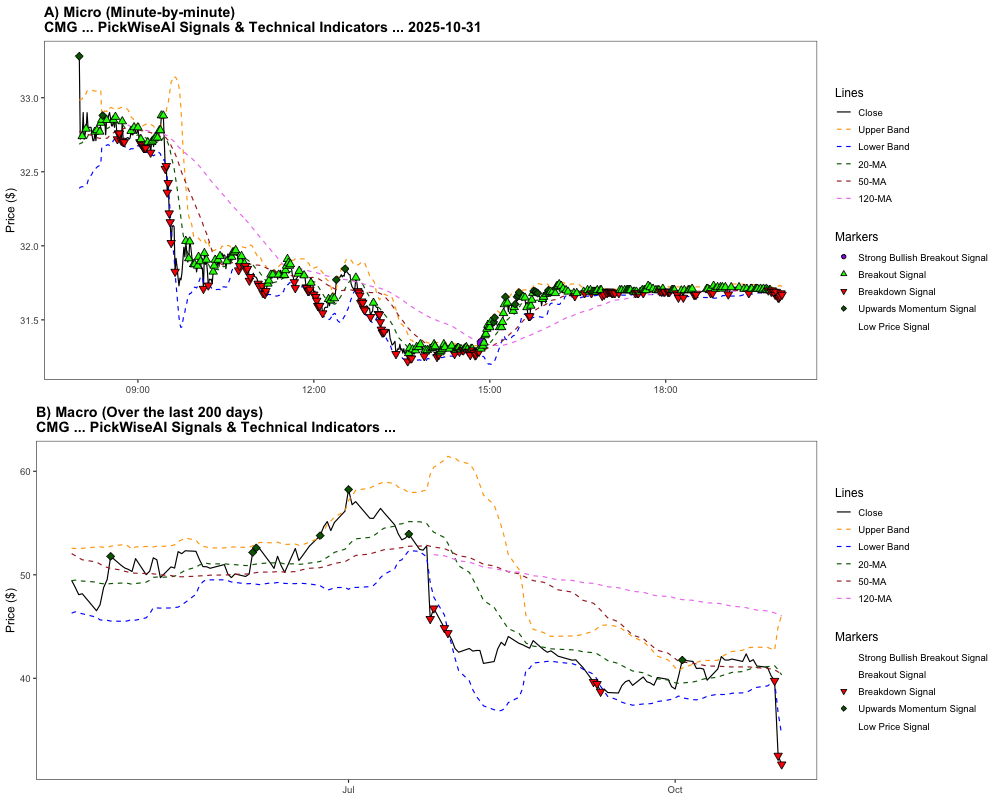 A) Micro (Minute-by-minute)
CMG ... PickWiseAI Signals & Technical Indicators ... 2025-10-31
Price ($)
33.0
32.5
32.0
31.5
09:00
12:00
15:00
18:00
Lines
Close
Upper Band
Lower Band
20-MA
50-MA
120-MA
Markers
Strong Bullish Breakout Signal
Breakout Signal
Breakdown Signal
Upwards Momentum Signal
Low Price Signal
B) Macro (Over the last 200 days)
CMG ... PickWiseAI Signals & Technical Indicators ...
Price ($)
60
50
40
Jul
Oct
Lines
Close
Upper Band
Lower Band
20-MA
50-MA
120-MA
Markers
Strong Bullish Breakout Signal
Breakout Signal
Breakdown Signal
Upwards Momentum Signal
Low Price Signal